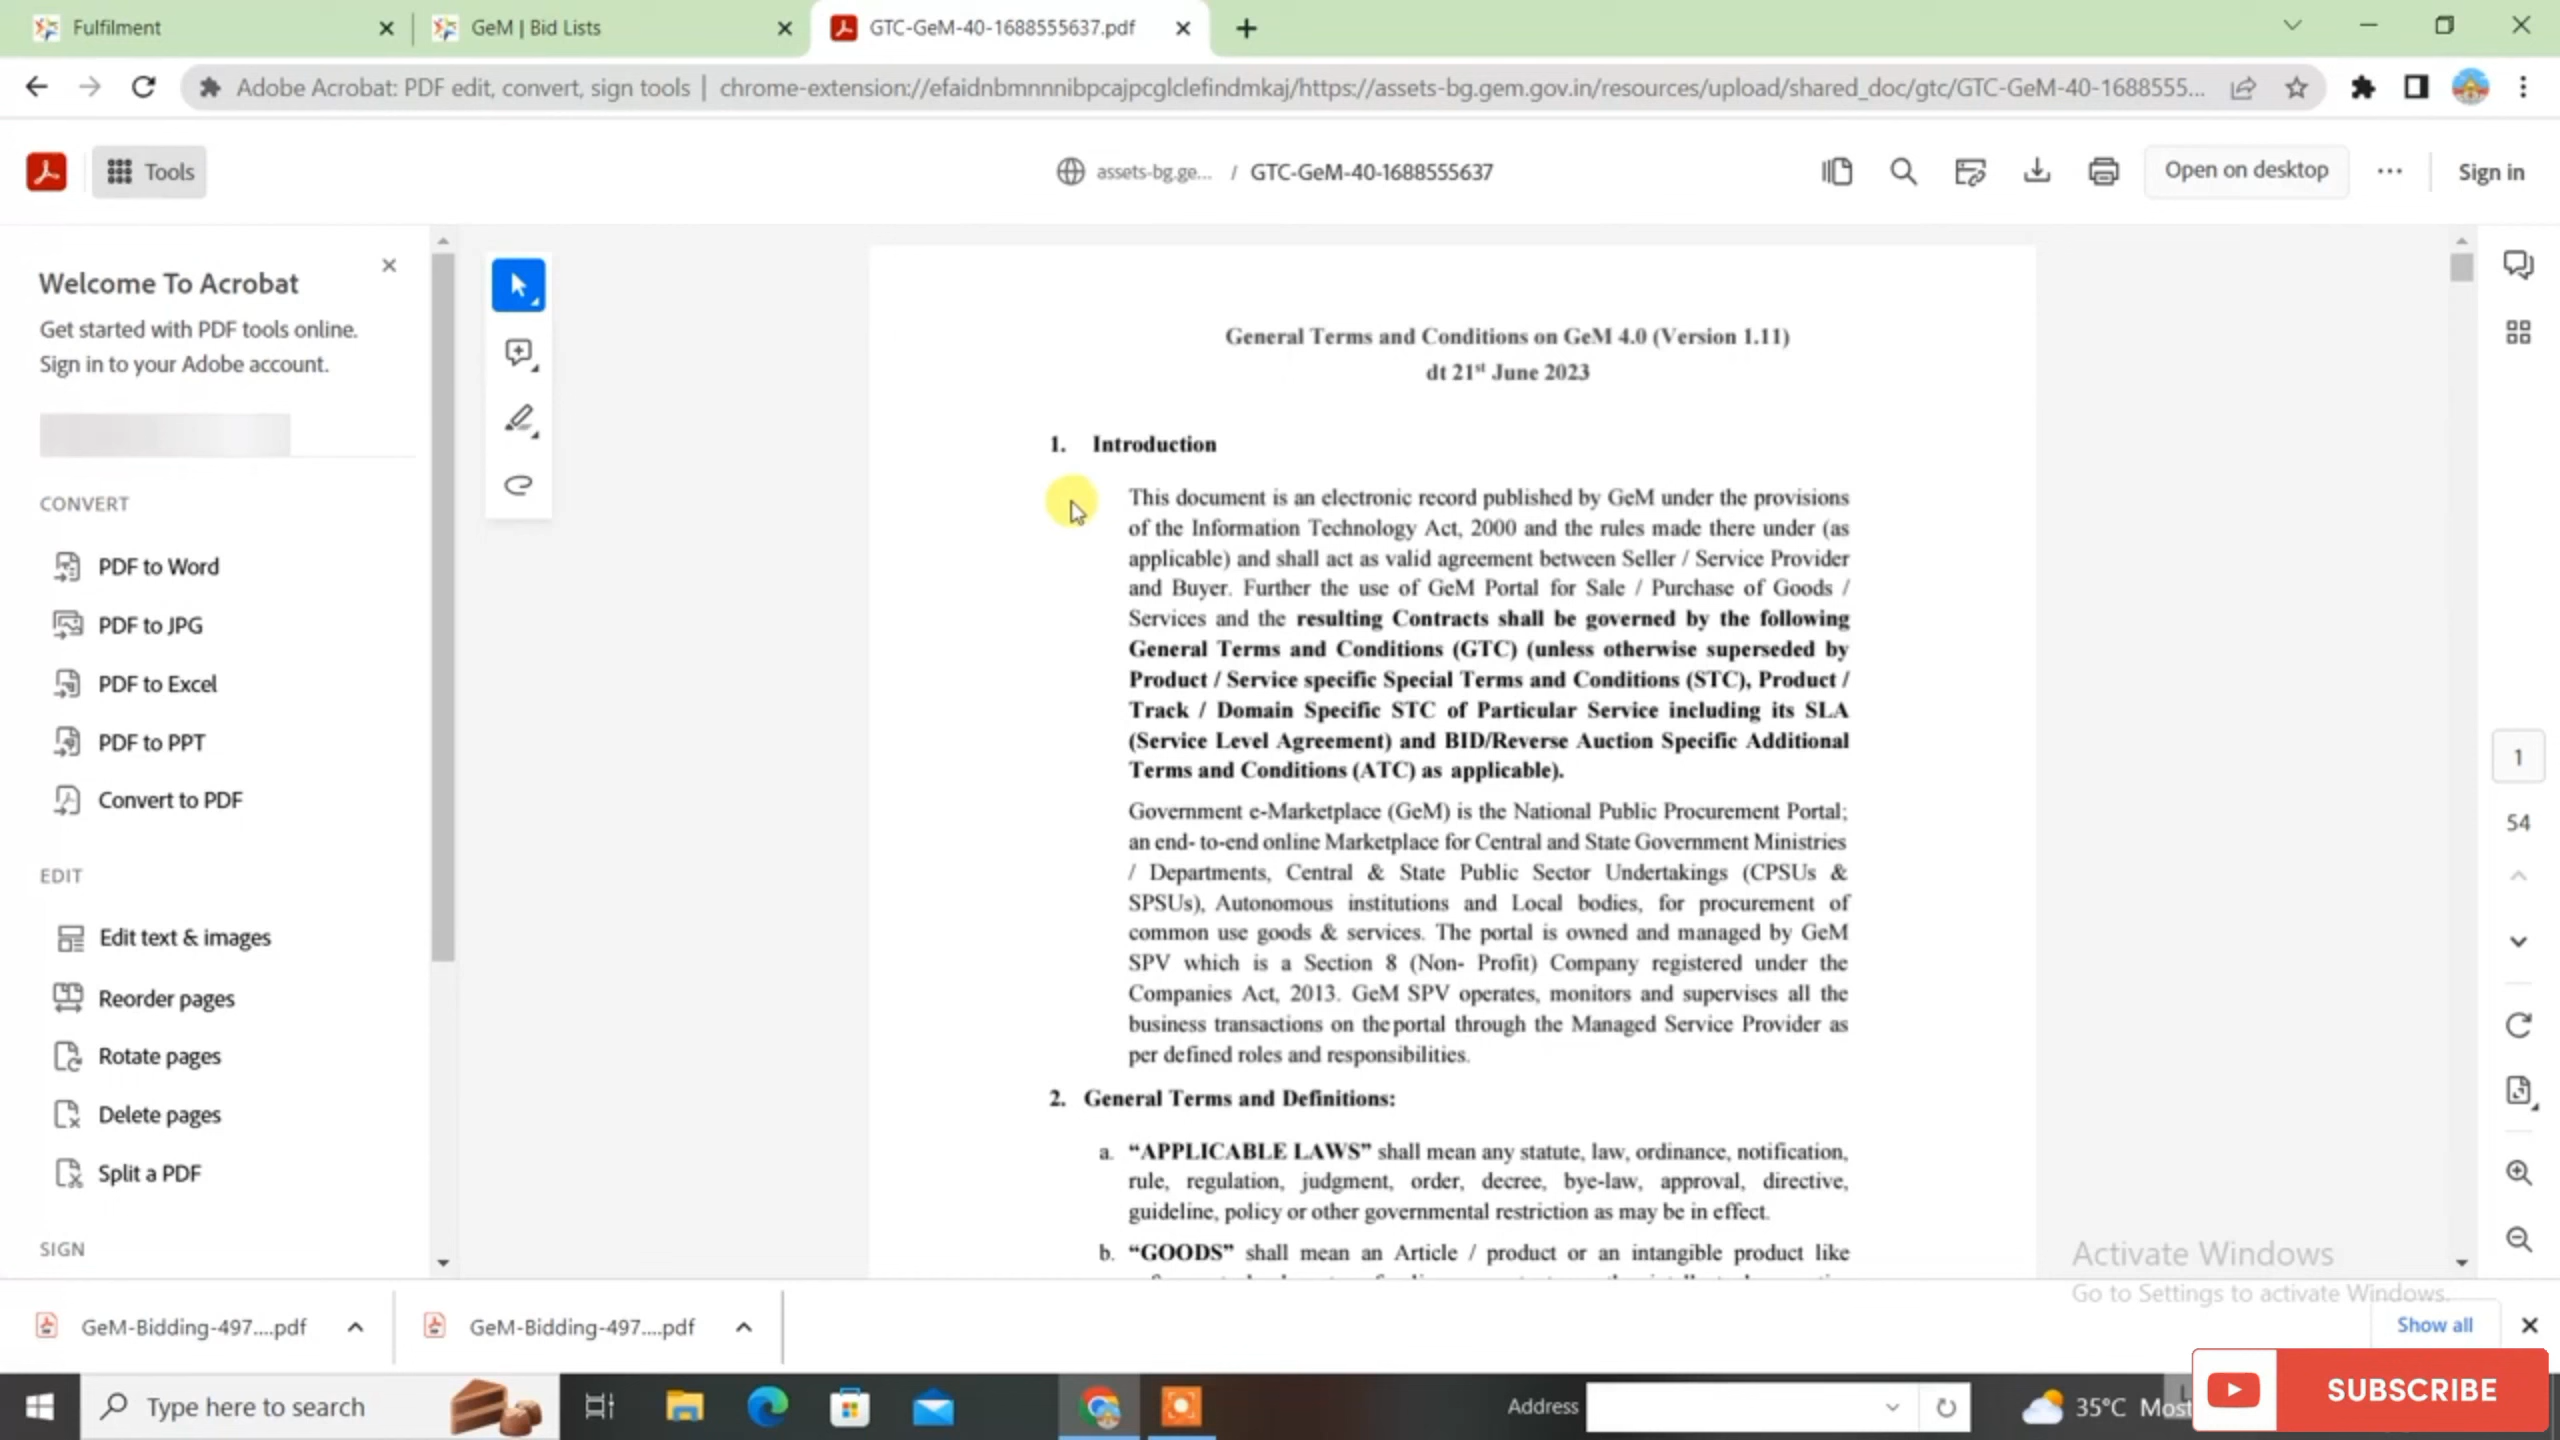 Fulfilment
GeM | Bid Lists
GTC-GeM-40-1688555637.pdf
Adobe Acrobat: PDF edit, convert, sign tools | chrome-extension://efaidnbmnnnibpcajpcglclefindmkaj/https://assets-bg.gem.gov.in/resources/upload/shared_doc/gtc/GTC-GeM-40-1688555...
Tools
assets-bg.ge... / GTC-GeM-40-1688555637
Open on desktop
Sign in
Welcome To Acrobat
Get started with PDF tools online.
Sign in to your Adobe account.
CONVERT
PDF to Word
PDF to JPG
PDF to Excel
PDF to PPT
Convert to PDF
EDIT
Edit text & images
Reorder pages
Rotate pages
Delete pages
Split a PDF
SIGN
General Terms and Conditions on GeM 4.0 (Version 1.11)
dt 21st June 2023
1. Introduction
This document is an electronic record published by GeM under the provisions
of the Information Technology Act, 2000 and the rules made there under (as
applicable) and shall act as valid agreement between Seller / Service Provider
and Buyer. Further the use of GeM Portal for Sale / Purchase of Goods /
Services and the resulting Contracts shall be governed by the following
General Terms and Conditions (GTC) (unless otherwise superseded by
Product / Service specific Special Terms and Conditions (STC), Product /
Track / Domain Specific STC of Particular Service including its SLA
(Service Level Agreement) and BID/Reverse Auction Specific Additional
Terms and Conditions (ATC) as applicable).
Government e-Marketplace (GeM) is the National Public Procurement Portal;
an end- to-end online Marketplace for Central and State Government Ministries
/ Departments, Central & State Public Sector Undertakings (CPSUs &
SPSUs), Autonomous institutions and Local bodies, for procurement of
common use goods & services. The portal is owned and managed by GeM
SPV which is a Section 8 (Non- Profit) Company registered under the
Companies Act, 2013. GeM SPV operates, monitors and supervises all the
business transactions on the portal through the Managed Service Provider as
per defined roles and responsibilities.
2. General Terms and Definitions:
a. “APPLICABLE LAWS” shall mean any statute, law, ordinance, notification,
rule, regulation, judgment, order, decree, bye-law, approval, directive,
guideline, policy or other governmental restriction as may be in effect.
b. “GOODS” shall mean an Article / product or an intangible product like
1
54
Activate Windows
Go to Settings to activate Windows.
GeM-Bidding-497....pdf
GeM-Bidding-497....pdf
Show all
Type here to search
Address
35°C Most
SUBSCRIBE